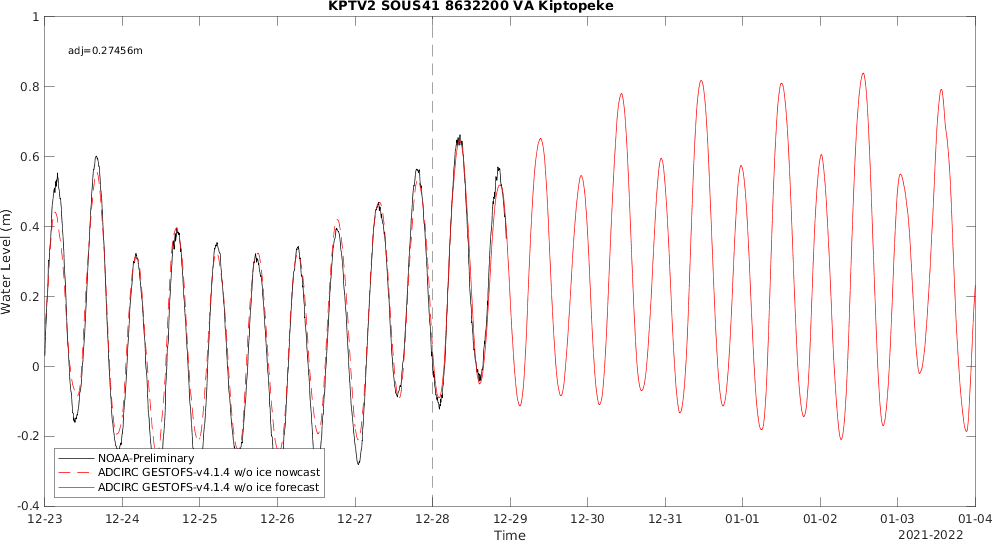 KPTV2 SOUS41 8632200 VA Kiptopeke
adj=0.27456m
1
0.8
0.6
0.4
0.2
0
-0.2
-0.4
Water Level (m)
NOAA-Preliminary
ADCIRC GESTOFS-v4.1.4 w/o ice nowcast
ADCIRC GESTOFS-v4.1.4 w/o ice forecast
12-23 12-24 12-25 12-26 12-27 12-28 12-29 12-30 12-31 01-01 01-02 01-03 01-04
Time
2021-2022